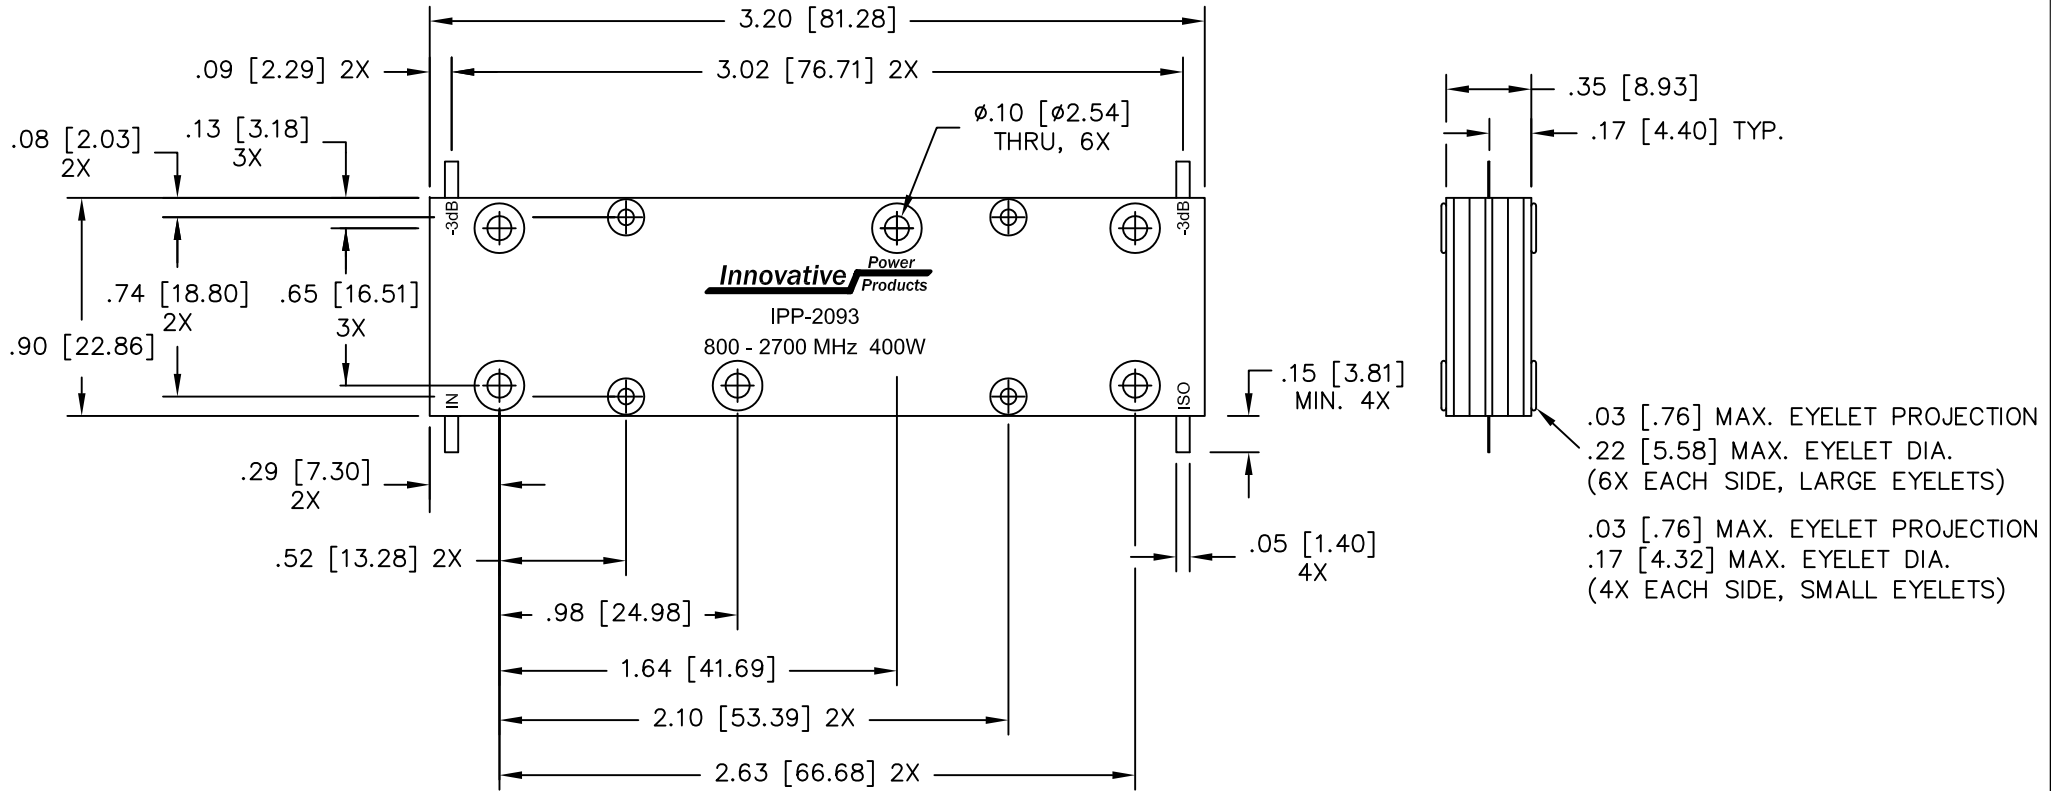 3.20 [81.28]
.09 [2.29] 2X
3.02 [76.71] 2X
.35 [8.93]
.08 [2.03]
2X
.13 [3.18]
3X
ø.10 [ø2.54]
THRU, 6X
.17 [4.40] TYP.
-3dB
-3dB
Innovative Power
Products
IPP-2093
800 - 2700 MHz 400W
.74 [18.80]
2X
.65 [16.51]
3X
.90 [22.86]
IN
ISO
.15 [3.81]
MIN. 4X
.03 [.76] MAX. EYELET PROJECTION
.22 [5.58] MAX. EYELET DIA.
(6X EACH SIDE, LARGE EYELETS)
.29 [7.30]
2X
.03 [.76] MAX. EYELET PROJECTION
.17 [4.32] MAX. EYELET DIA.
(4X EACH SIDE, SMALL EYELETS)
.52 [13.28] 2X
.05 [1.40]
4X
.98 [24.98]
1.64 [41.69]
2.10 [53.39] 2X
2.63 [66.68] 2X